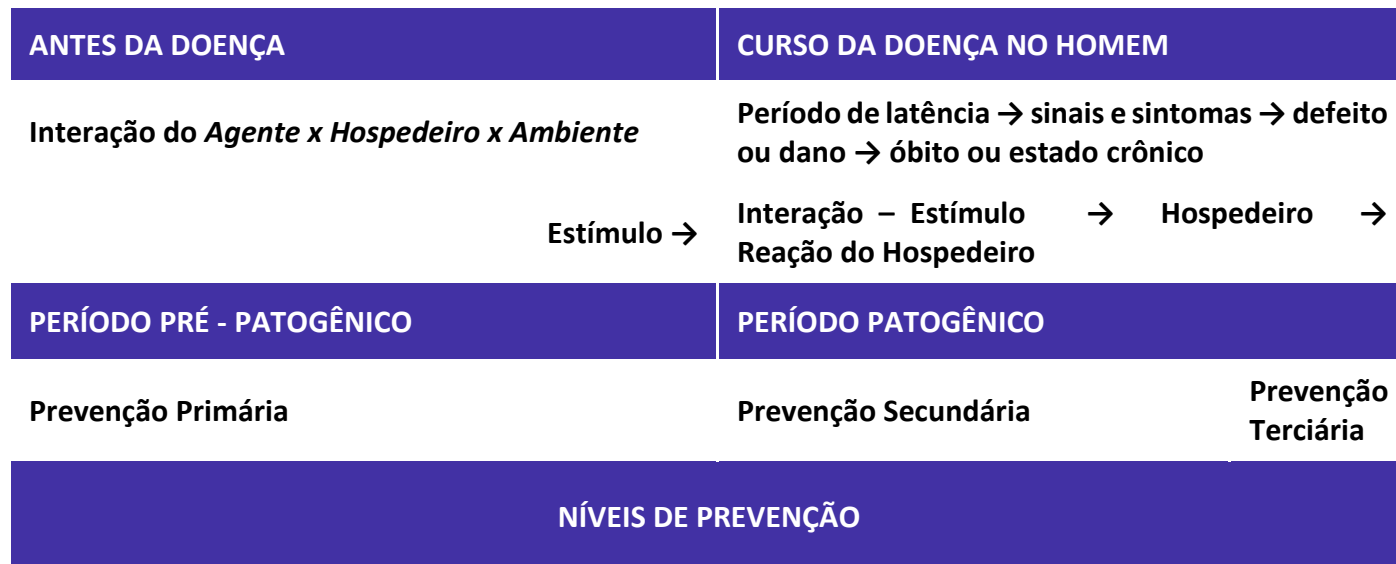 ANTES DA DOENÇA
CURSO DA DOENÇA NO HOMEM
Interação do Agente x Hospedeiro x Ambiente
Período de latência → sinais e sintomas → defeito
ou dano → óbito ou estado crônico
Estímulo →
Interação – Estímulo → Hospedeiro →
Reação do Hospedeiro
PERÍODO PRÉ - PATOGÊNICO
PERÍODO PATOGÊNICO
Prevenção Primária
Prevenção Secundária
Prevenção
Terciária
NÍVEIS DE PREVENÇÃO